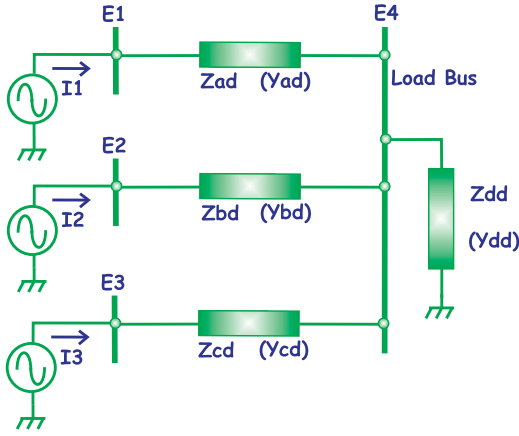 E1
E4
I1
Zad (Yad)
Load Bus
E2
I2
Zbd (Ybd)
Zdd
(Ydd)
E3
I3
Zcd (Ycd)